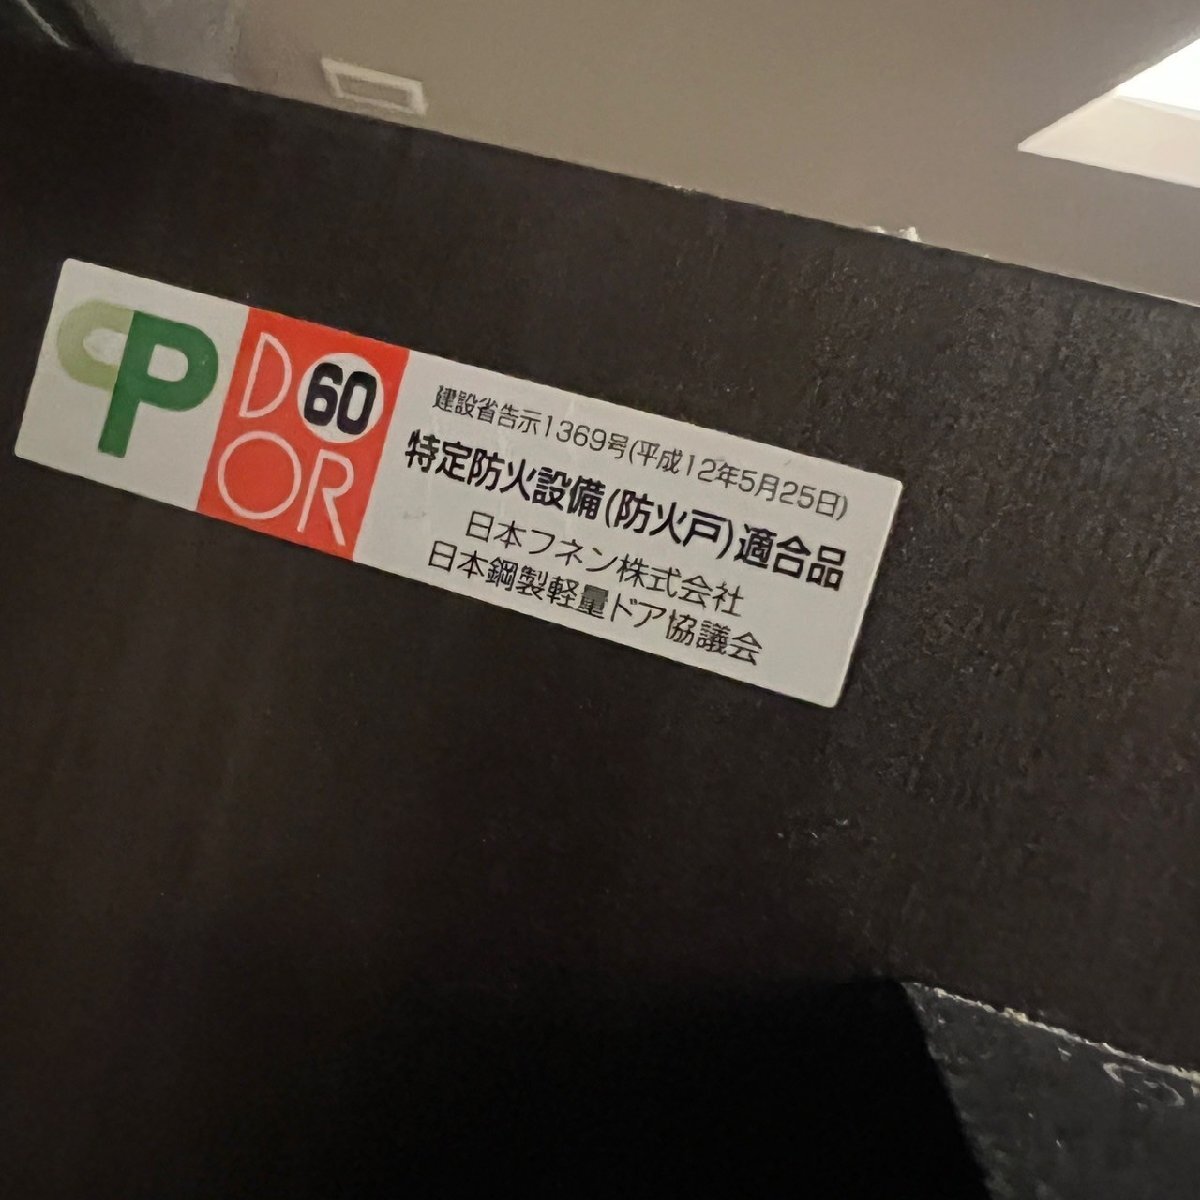 CP
DO60
OR
建設省告示1369号(平成12年5月25日)
特定防火設備(防火戸)適合品
日本フネン株式会社
日本鋼製軽量ドア協議会